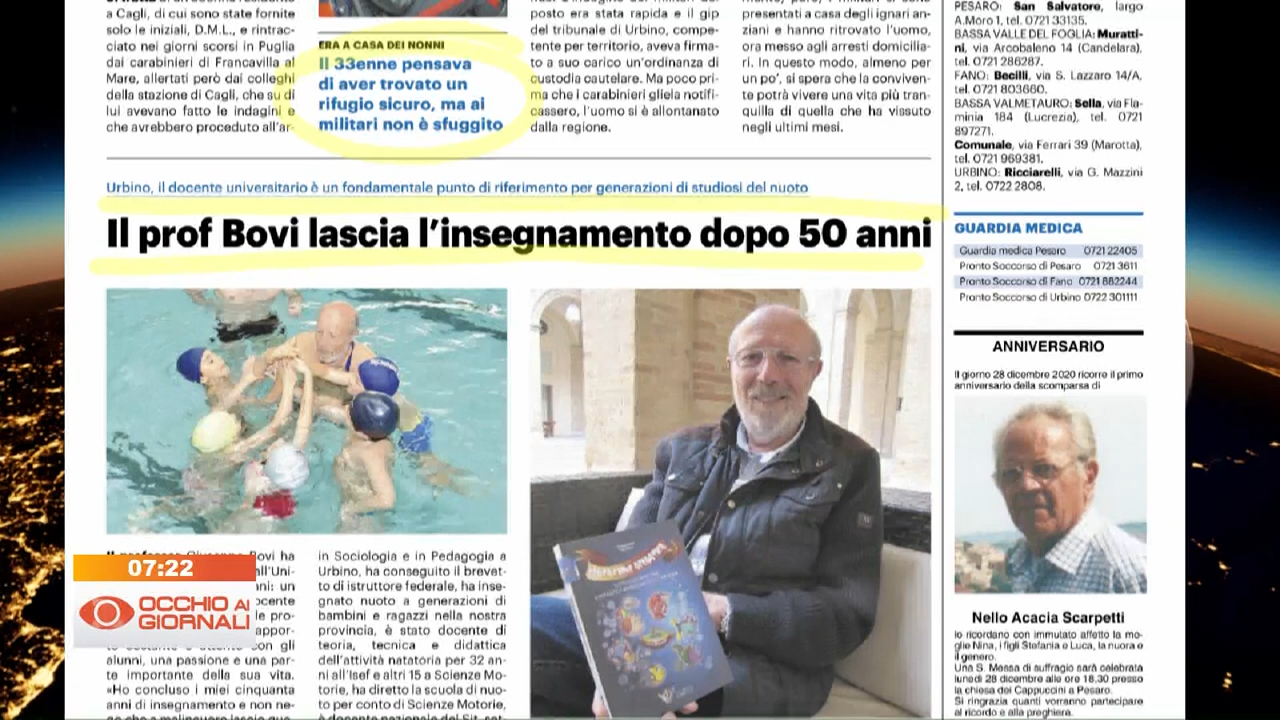 a Cagli, di cui sono state fornite
solo le iniziali, D.M.L., e rintrac-
ciato nei giorni scorsi in Puglia
dai carabinieri di Francavilla al
Mare, allertati però dai colleghi
della stazione di Cagli, che su di
lui avevano fatto le indagini e
che avrebbero proceduto all'ar-
ERA A CASA DEI NONNI
Il 33enne pensava
di aver trovato un
rifugio sicuro, ma ai
militari non è sfuggito
posto era stata rapida e il gip
del tribunale di Urbino, compe-
tente per territorio, aveva firma-
to a suo carico un'ordinanza di
custodia cautelare. Ma poco pri-
ma che i carabinieri gliela notifi-
cassero, l'uomo si è allontanato
dalla regione.
presentati a casa degli ignari an-
ziani e hanno ritrovato l'uomo,
ora messo agli arresti domicilia-
ri. In questo modo, almeno per
un po', si spera che la conviven-
te potrà vivere una vita più tran-
quilla di quella che ha vissuto
negli ultimi mesi.
PESARO: San Salvatore, largo
A.Moro 1, tel. 0721 33135.
BASSA VALLE DEL FOGLIA: Muratti-
ni, via Arcobaleno 14 (Candelara),
tel. 0721 286287.
FANO: Becilli, via S. Lazzaro 14/A,
tel. 0721 803660.
BASSA VALMETAURO: Sella, via Fla-
minia 184 (Lucrezia), tel. 0721
897271.
Comunale, via Ferrari 39 (Marotta),
tel. 0721 969381.
URBINO: Ricciarelli, via G. Mazzini
2, tel. 0722 2808.
Urbino, il docente universitario è un fondamentale punto di riferimento per generazioni di studiosi del nuoto
Il prof Bovi lascia l'insegnamento dopo 50 anni
GUARDIA MEDICA
Guardia medica Pesaro 0721 22405
Pronto Soccorso di Pesaro 0721 3611
Pronto Soccorso di Fano 0721 882244
Pronto Soccorso di Urbino 0722 301111
ANNIVERSARIO
Il giorno 28 dicembre 2020 ricorre il primo
anniversario della scomparsa di
Nello Acacia Scarpetti
lo ricordano con immutato affetto la mo-
glie Nina, i figli Stefania e Luca, la nuora e
il genero.
Una S. Messa di suffragio sarà celebrata
lunedì 28 dicembre alle ore 18.30 presso
la chiesa dei Cappuccini a Pesaro.
Si ringrazia quanti vorranno partecipare
al ricordo e alla preghiera.
Bovi ha
all'Uni-
anni: un
docente
le pro-
appor-
con gli
alunni, una passione e una par-
te importante della sua vita.
«Ho concluso i miei cinquanta
anni di insegnamento e non ne-
in Sociologia e in Pedagogia a
Urbino, ha conseguito il brevet-
to di istruttore federale, ha inse-
gnato nuoto a generazioni di
bambini e ragazzi nella nostra
provincia, è stato docente di
teoria, tecnica e didattica
dell'attività natatoria per 32 an-
ni all'Isef e altri 15 a Scienze Mo-
torie, ha diretto la scuola di nuo-
to per conto di Scienze Motorie,
07:22
OCCHIO AI
GIORNALI